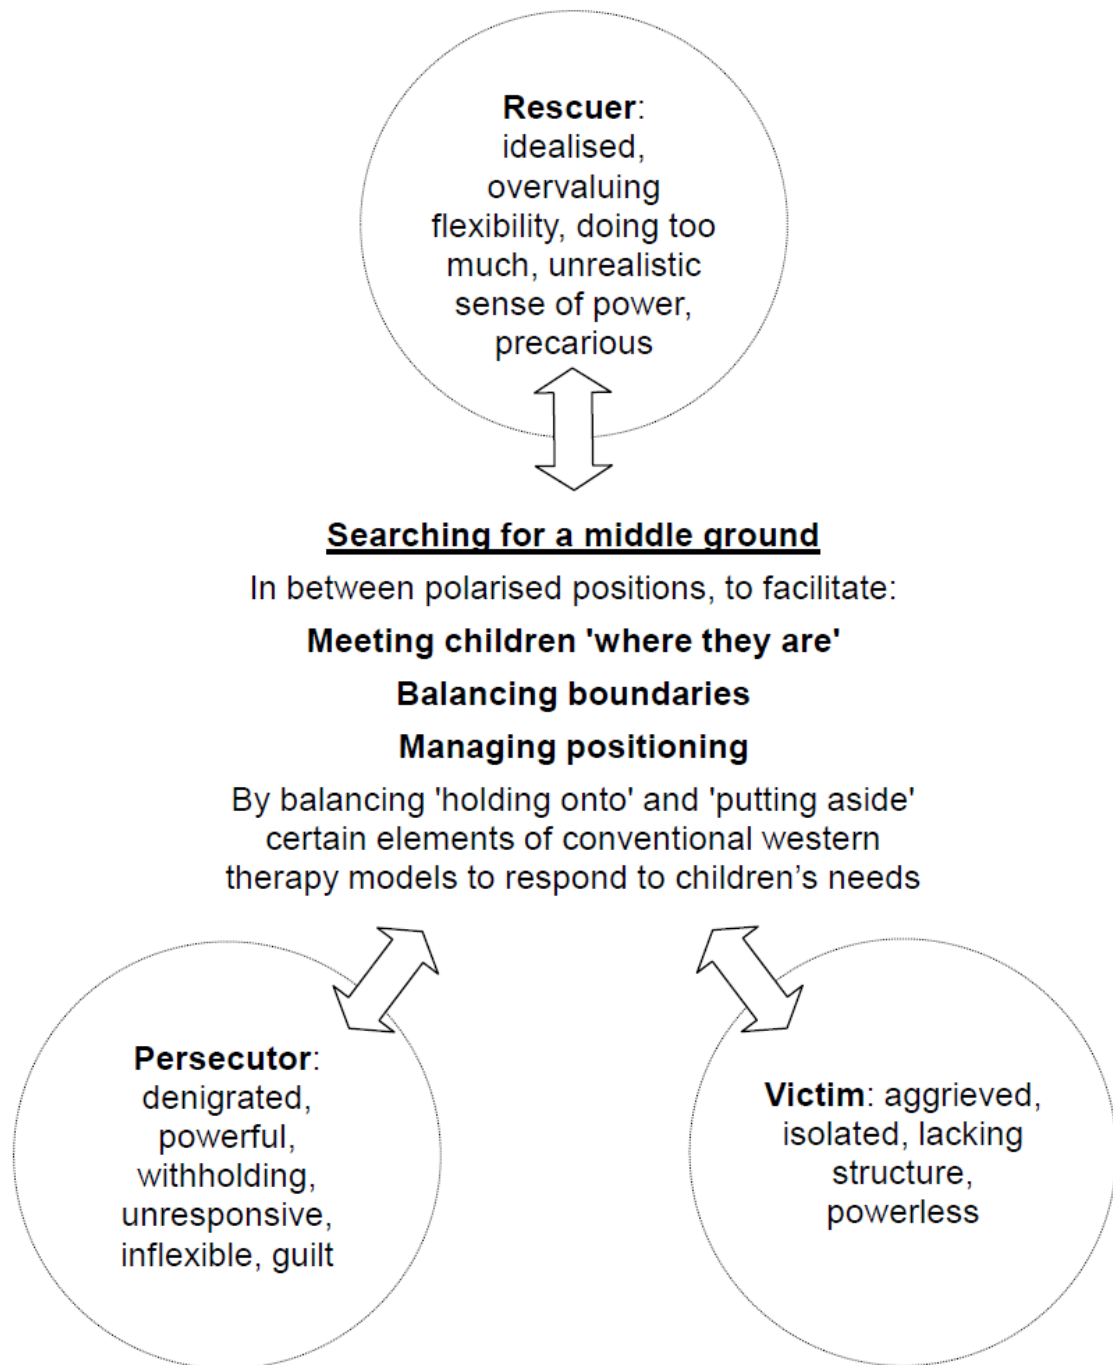 Rescuer:
idealised,
overvaluing
flexibility, doing too
much, unrealistic
sense of power,
precarious
Searching for a middle ground
In between polarised positions, to facilitate:
Meeting children 'where they are'
Balancing boundaries
Managing positioning
By balancing 'holding onto' and 'putting aside'
certain elements of conventional western
therapy models to respond to children’s needs
Persecutor:
denigrated,
powerful,
withholding,
unresponsive,
inflexible, guilt
Victim: aggrieved,
isolated, lacking
structure,
powerless